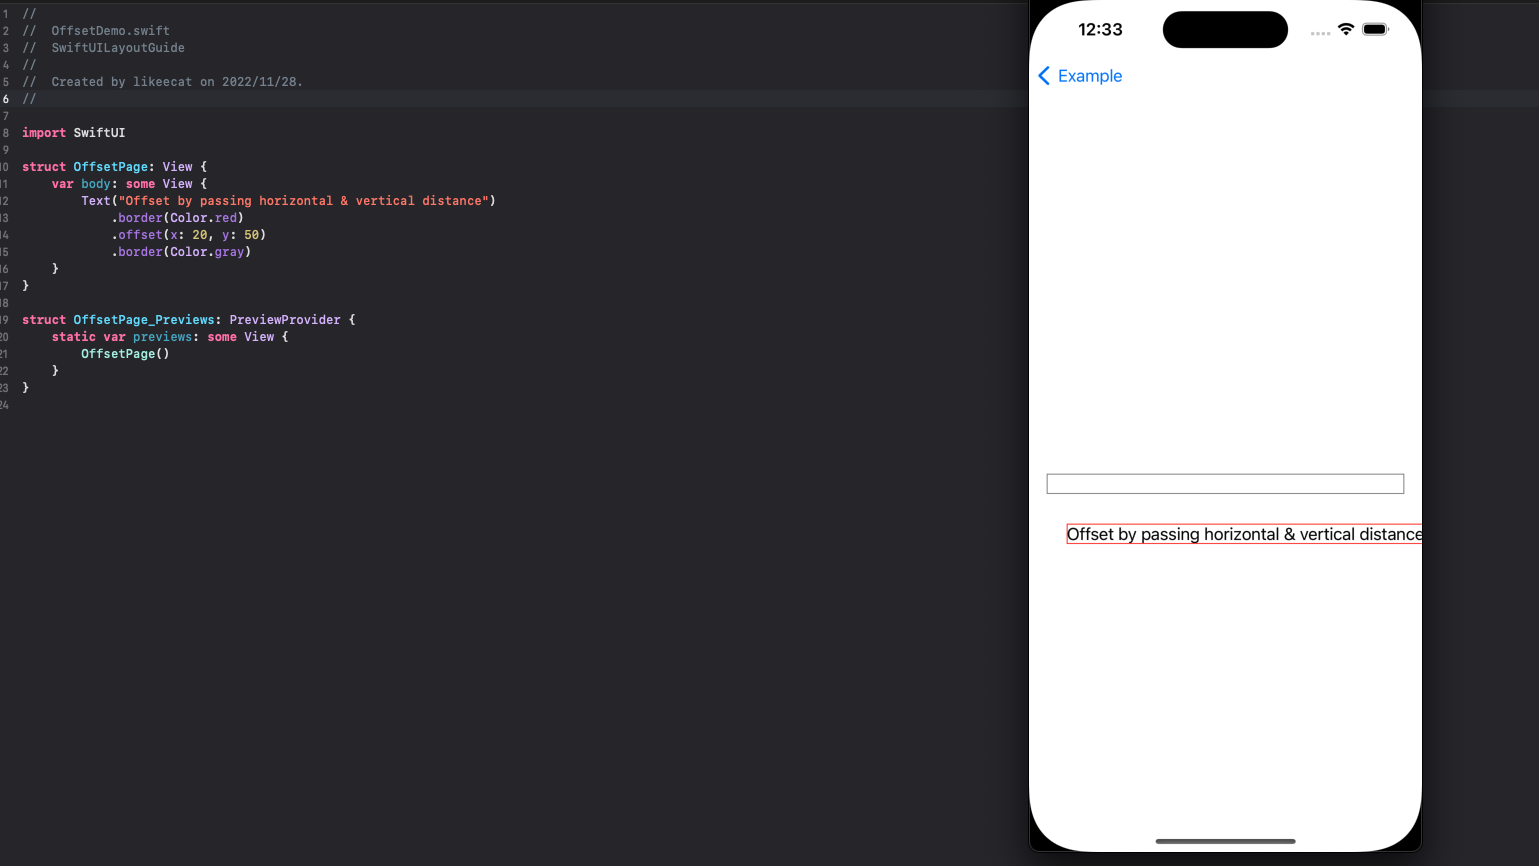 1 //
2 //  OffsetDemo.swift
3 //  SwiftUILayoutGuide
4 //
5 //  Created by likeecat on 2022/11/28.
6 //
7
8 import SwiftUI
9
10 struct OffsetPage: View {
11     var body: some View {
12         Text("Offset by passing horizontal & vertical distance")
13             .border(Color.red)
14             .offset(x: 20, y: 50)
15             .border(Color.gray)
16     }
17 }
18
19 struct OffsetPage_Previews: PreviewProvider {
20     static var previews: some View {
21         OffsetPage()
22     }
23 }
24
12:33
Example
Offset by passing horizontal & vertical distance